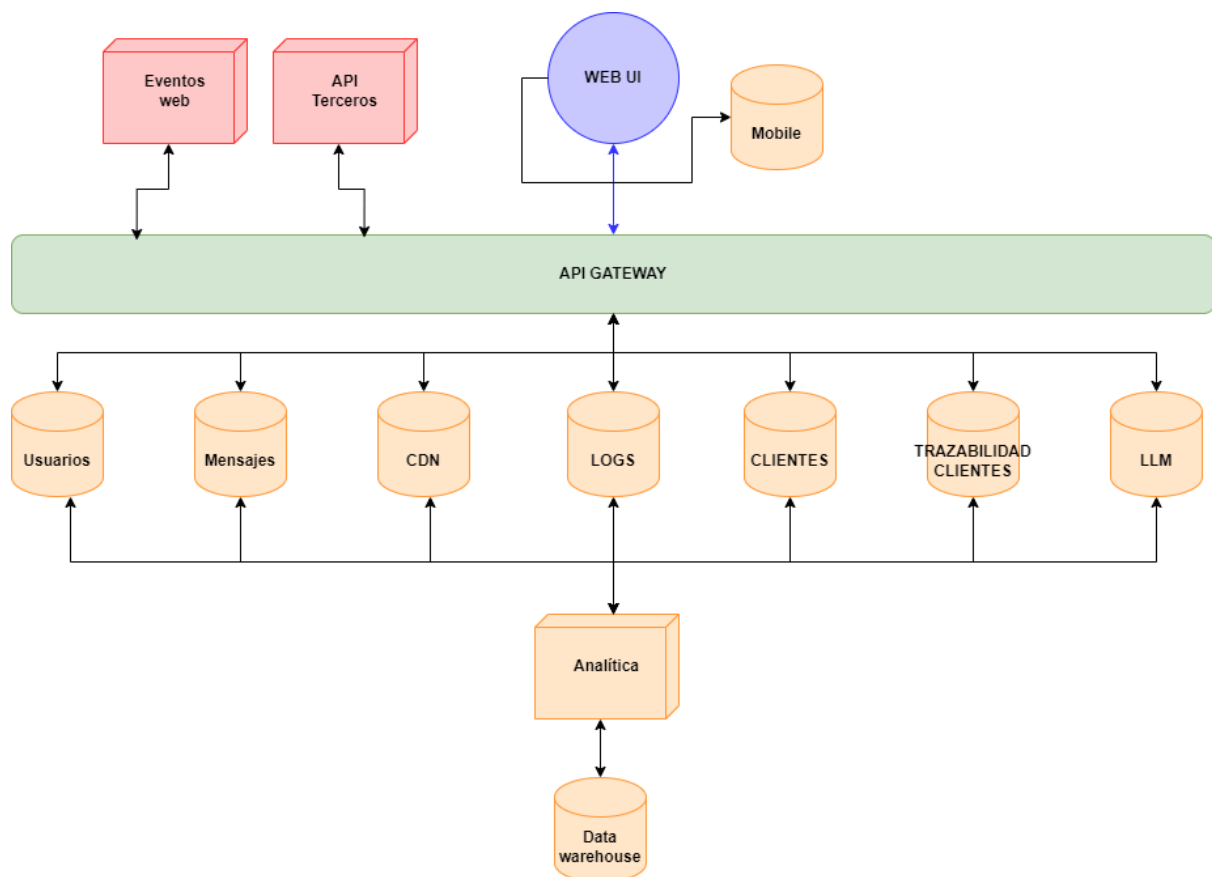 Eventos
web
API
Terceros
WEB UI
Mobile
API GATEWAY
Usuarios
Mensajes
CDN
LOGS
CLIENTES
TRAZABILIDAD
CLIENTES
LLM
Analítica
Data
warehouse